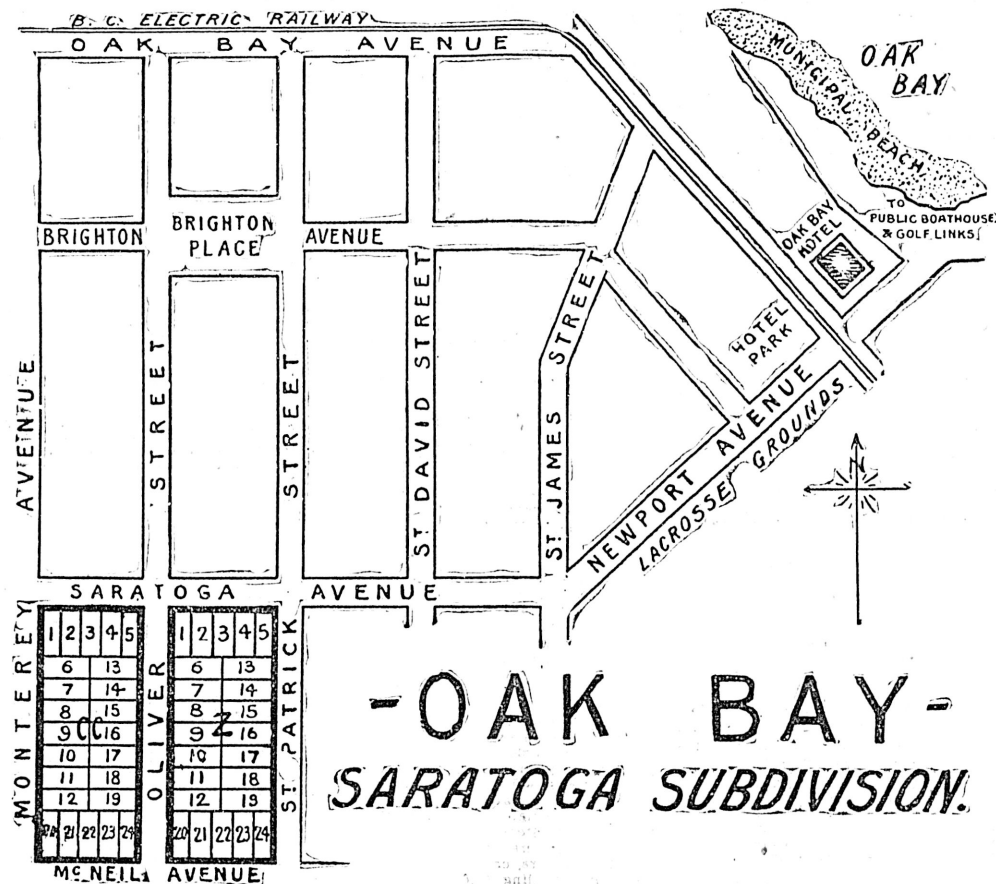 B. C. ELECTRIC RAILWAY
OAK BAY AVENUE
OAK
BAY
MUNICIPAL BEACH
TO
PUBLIC BOATHOUSE
& GOLF LINKS
OAK BAY
HOTEL
BRIGHTON
BRIGHTON
PLACE
AVENUE
HOTEL
PARK
ST DAVID STREET
ST JAMES STREET
NEWPORT AVENUE
LACROSSE GROUNDS
N
SARATOGA AVENUE
MONTEREY AVENUE
OLIVER STREET
ST PATRICK STREET
1 2 3 4 5
6 13
7 14
8 15
9 16
10 17
11 18
12 19
20 21 22 23 24
CC
1 2 3 4 5
6 13
7 14
8 15
9 16
10 17
11 18
12 19
20 21 22 23 24
Z
McNEIL AVENUE
-OAK BAY-
SARATOGA SUBDIVISION.